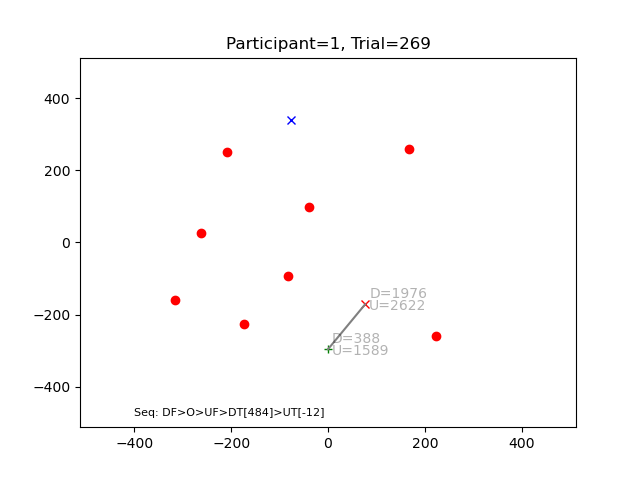 Participant=1, Trial=269
400
200
0
−200
−400
D=1976
U=2622
D=388
U=1589
Seq: DF>O>UF>DT[484]>UT[-12]
−400
−200
0
200
400